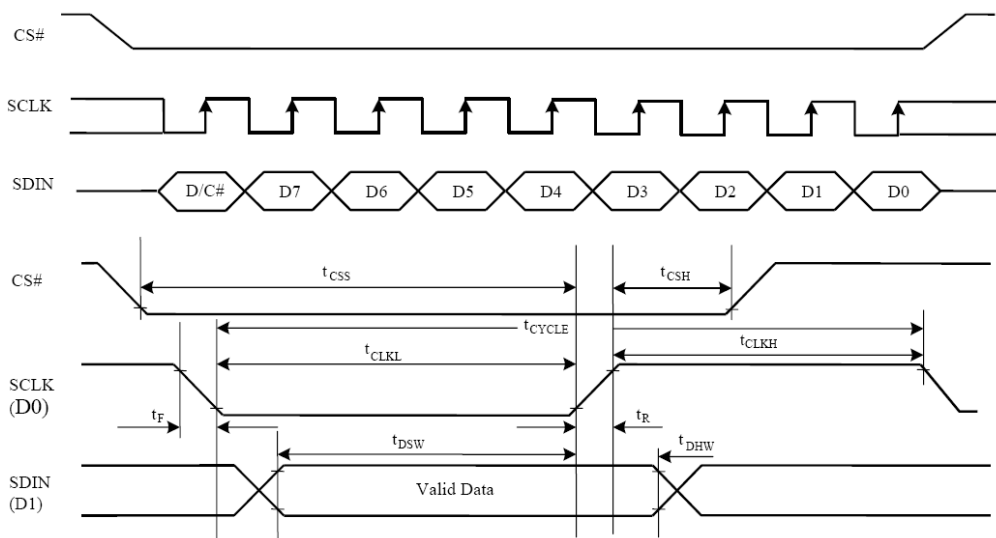 CS#
SCLK
SDIN D/C# D7 D6 D5 D4 D3 D2 D1 D0
CS# tCSS tCSH
tCYCLE
tCLKL tCLKH
SCLK
(D0)
tF tR
tDSW tDHW
SDIN
(D1) Valid Data